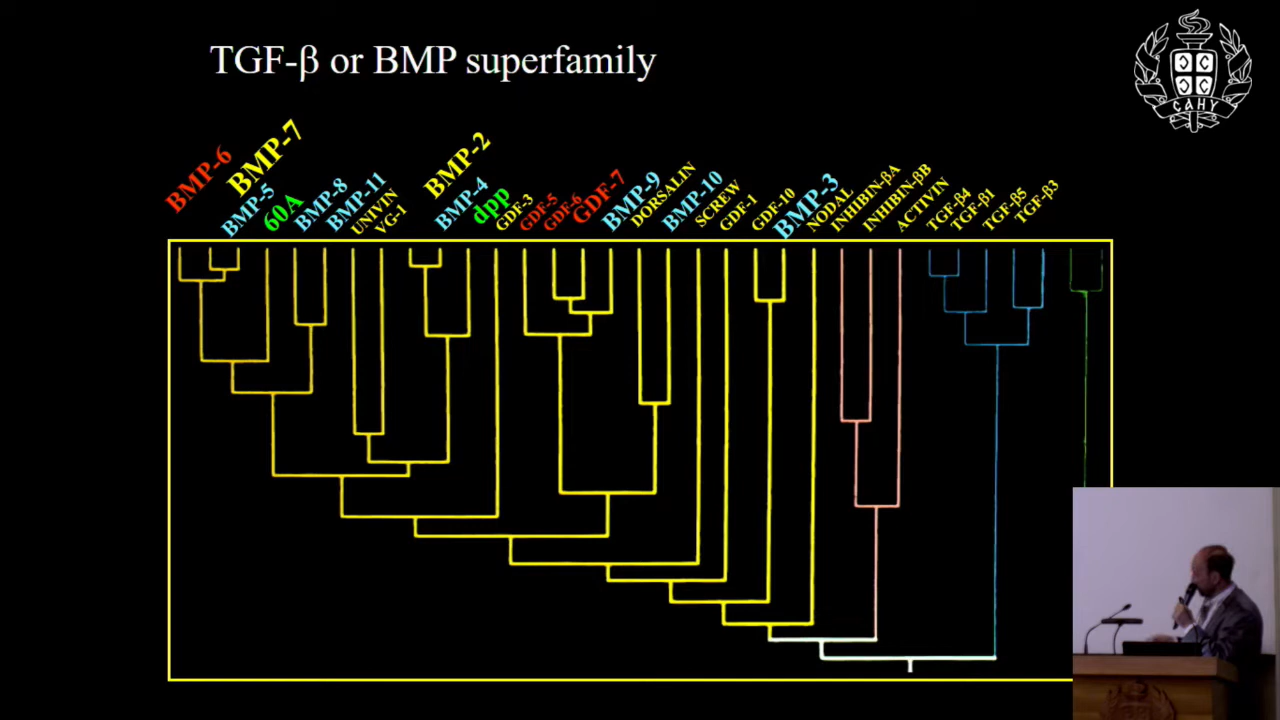 TGF-β or BMP superfamily
САНУ
BMP-6
BMP-7
BMP-5
60A
BMP-8
BMP-11
UNIVIN
VG-1
BMP-2
BMP-4
dpp
GDF-3
GDF-5
GDF-6
GDF-7
BMP-9
DORSALIN
BMP-10
SCREW
GDF-1
GDF-10
BMP-3
NODAL
INHIBIN-βA
INHIBIN-βB
ACTIVIN
TGF-β4
TGF-β1
TGF-β5
TGF-β3